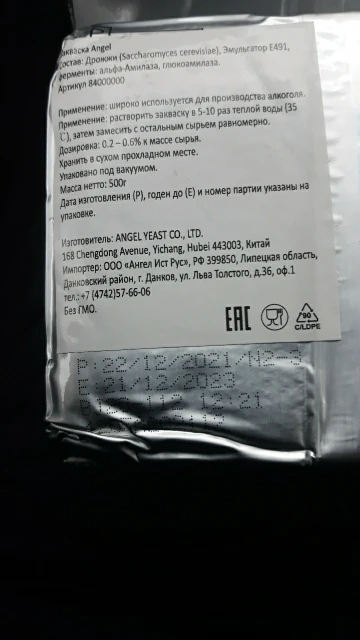 Закваска Angel
Состав: Дрожжи (Saccharomyces cerevisiae), Эмульгатор Е491,
ферменты: альфа-Амилаза, глюкоамилаза.
Артикул 84000000
Применение: широко используется для производства алкоголя.
Применение: растворить закваску в 5-10 раз теплой воды (35
℃), затем замесить с остальным сырьем равномерно.
Дозировка: 0.2 – 0.6% к массе сырья.
Хранить в сухом прохладном месте.
Упаковано под вакуумом.
Масса нетто: 500г
Дата изготовления (P), годен до (E) и номер партии указаны на
упаковке.
Изготовитель: ANGEL YEAST CO., LTD.
168 Chengdong Avenue, Yichang, Hubei 443003, Китай
Импортер: ООО «Ангел Ист Рус», РФ 399850, Липецкая область,
Данковский район, г. Данков, ул. Льва Толстого, д.36, оф.1
тел.: +7 (4742)57-66-06
Без ГМО.
EAC
90
C/LDPE
P:22/12/2021/N2-3
E:21/12/2023
12:21